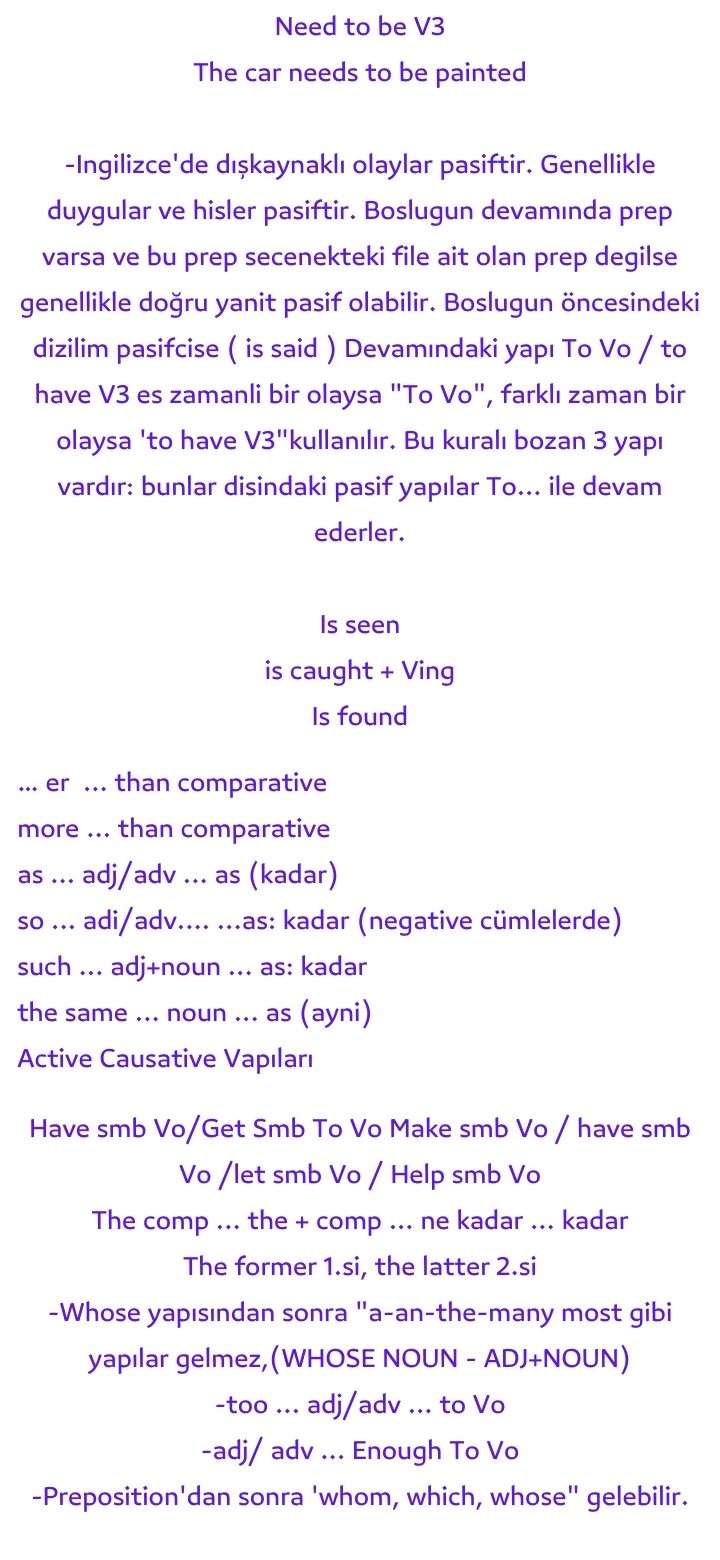 Need to be V3
The car needs to be painted
-Ingilizce'de dışkaynaklı olaylar pasiftir. Genellikle
duygular ve hisler pasiftir. Boslugun devamında prep
varsa ve bu prep secenekteki file ait olan prep degilse
genellikle doğru yanit pasif olabilir. Boslugun öncesindeki
dizilim pasifcise ( is said ) Devamındaki yapı To Vo / to
have V3 es zamanli bir olaysa "To Vo", farklı zaman bir
olaysa 'to have V3"kullanılır. Bu kuralı bozan 3 yapı
vardır: bunlar disindaki pasif yapılar To... ile devam
ederler.
Is seen
is caught + Ving
Is found
... er  ... than comparative
more ... than comparative
as ... adj/adv ... as (kadar)
so ... adi/adv.... ...as: kadar (negative cümlelerde)
such ... adj+noun ... as: kadar
the same ... noun ... as (ayni)
Active Causative Vapıları
Have smb Vo/Get Smb To Vo Make smb Vo / have smb
Vo /let smb Vo / Help smb Vo
The comp ... the + comp ... ne kadar ... kadar
The former 1.si, the latter 2.si
-Whose yapısından sonra "a-an-the-many most gibi
yapılar gelmez,(WHOSE NOUN - ADJ+NOUN)
-too ... adj/adv ... to Vo
-adj/ adv ... Enough To Vo
-Preposition'dan sonra 'whom, which, whose" gelebilir.